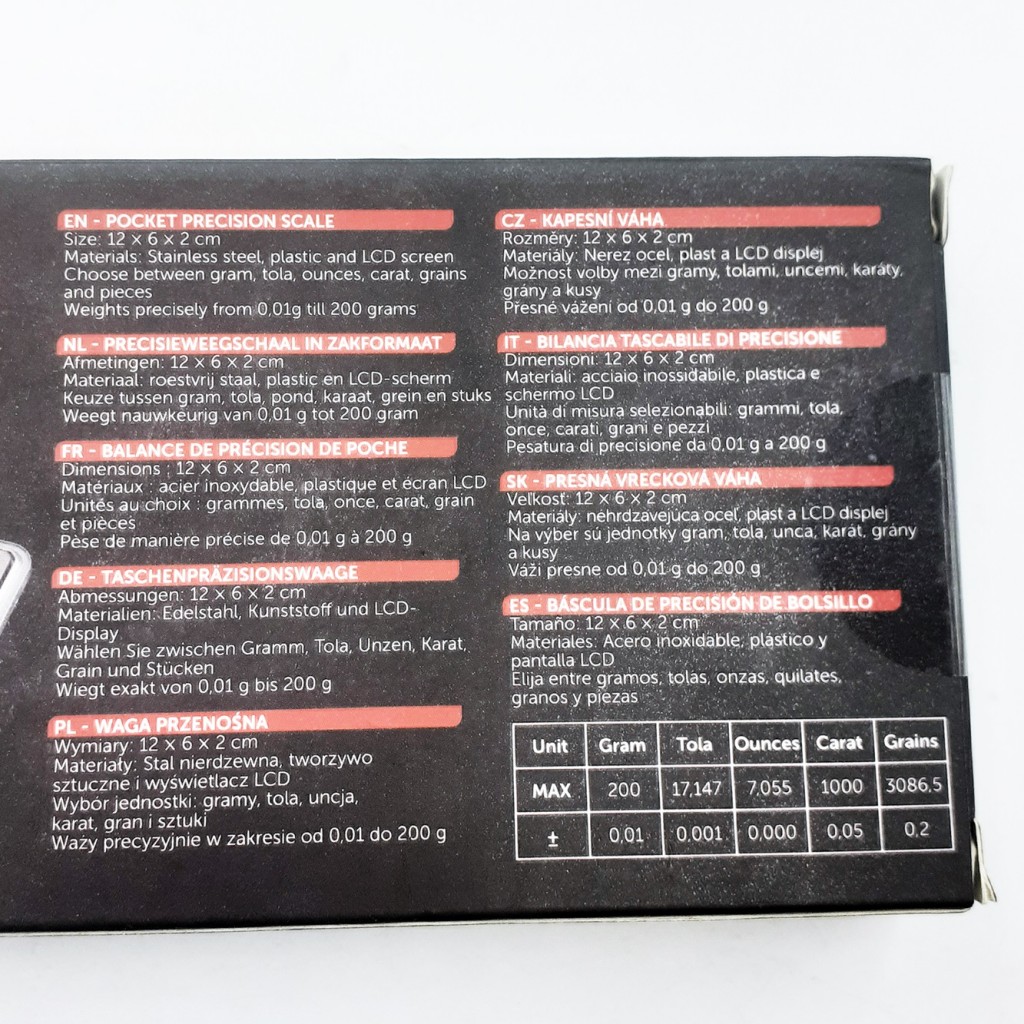 EN - POCKET PRECISION SCALE
Size: 12 x 6 x 2 cm
Materials: Stainless steel, plastic and LCD screen
Choose between gram, tola, ounces, carat, grains
and pieces
Weights precisely from 0,01g till 200 grams
NL - PRECISIEWEEGSCHAAL IN ZAKFORMAAT
Afmetingen: 12 x 6 x 2 cm
Materiaal: roestvrij staal, plastic en LCD-scherm
Keuze tussen gram, tola, pond, karaat, grein en stuks
Weegt nauwkeurig van 0,01 g tot 200 gram
FR - BALANCE DE PRÉCISION DE POCHE
Dimensions : 12 x 6 x 2 cm
Matériaux : acier inoxydable, plastique et écran LCD
Unités au choix : grammes, tola, once, carat, grain
et pièces
Pèse de manière précise de 0,01 g à 200 g
DE - TASCHENPRÄZISIONSWAAGE
Abmessungen: 12 x 6 x 2 cm
Materialien: Edelstahl, Kunststoff und LCD-
Display
Wählen Sie zwischen Gramm, Tola, Unzen, Karat,
Grain und Stücken
Wiegt exakt von 0,01 g bis 200 g
PL - WAGA PRZENOŚNA
Wymiary: 12 x 6 x 2 cm
Materiały: Stal nierdzewna, tworzywo
sztuczne i wyświetlacz LCD
Wybór jednostki: gramy, tola, uncja,
karat, gran i sztuki
Waży precyzyjnie w zakresie od 0,01 do 200 g
CZ - KAPESNÍ VÁHA
Rozměry: 12 x 6 x 2 cm
Materiály: Nerez ocel, plast a LCD displej
Možnost volby mezi gramy, tolami, uncemi, karáty,
grány a kusy
Přesné vážení od 0,01 g do 200 g
IT - BILANCIA TASCABILE DI PRECISIONE
Dimensioni: 12 x 6 x 2 cm
Materiali: acciaio inossidabile, plastica e
schermo LCD
Unità di misura selezionabili: grammi, tola,
once, carati, grani e pezzi
Pesatura di precisione da 0,01 g a 200 g
SK - PRESNÁ VRECKOVÁ VÁHA
Veľkosť: 12 x 6 x 2 cm
Materiály: nehrdzavejúca oceľ, plast a LCD displej
Na výber sú jednotky gram, tola, unca, karát, grány
a kusy
Váži presne od 0,01 g do 200 g
ES - BÁSCULA DE PRECISIÓN DE BOLSILLO
Tamaño: 12 x 6 x 2 cm
Materiales: Acero inoxidable, plástico y
pantalla LCD
Elija entre gramos, tolas, onzas, quilates,
granos y piezas
Unit Gram Tola Ounces Carat Grains
MAX 200 17,147 7,055 1000 3086,5
± 0,01 0,001 0,000 0,05 0,2